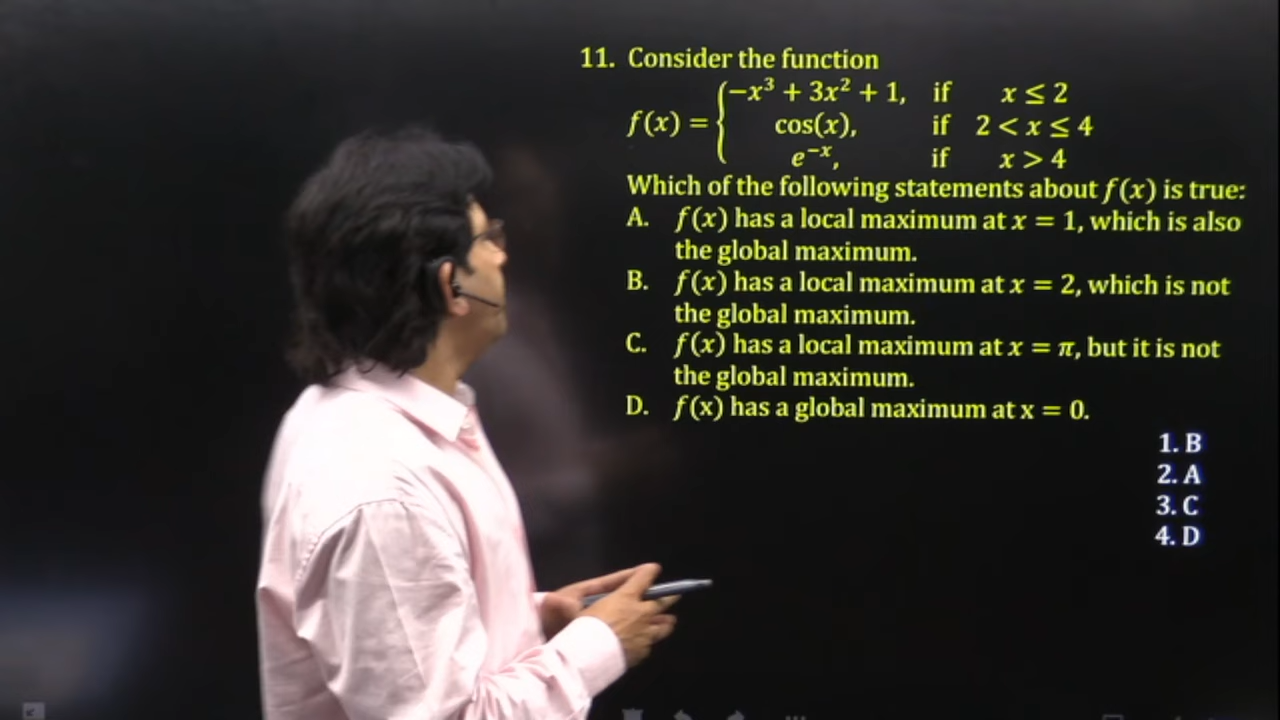 11. Consider the function
f(x) = { −x³ + 3x² + 1, if x ≤ 2
cos(x), if 2 < x ≤ 4
e⁻ˣ, if x > 4
Which of the following statements about f(x) is true:
A. f(x) has a local maximum at x = 1, which is also
the global maximum.
B. f(x) has a local maximum at x = 2, which is not
the global maximum.
C. f(x) has a local maximum at x = π, but it is not
the global maximum.
D. f(x) has a global maximum at x = 0.
1. B
2. A
3. C
4. D